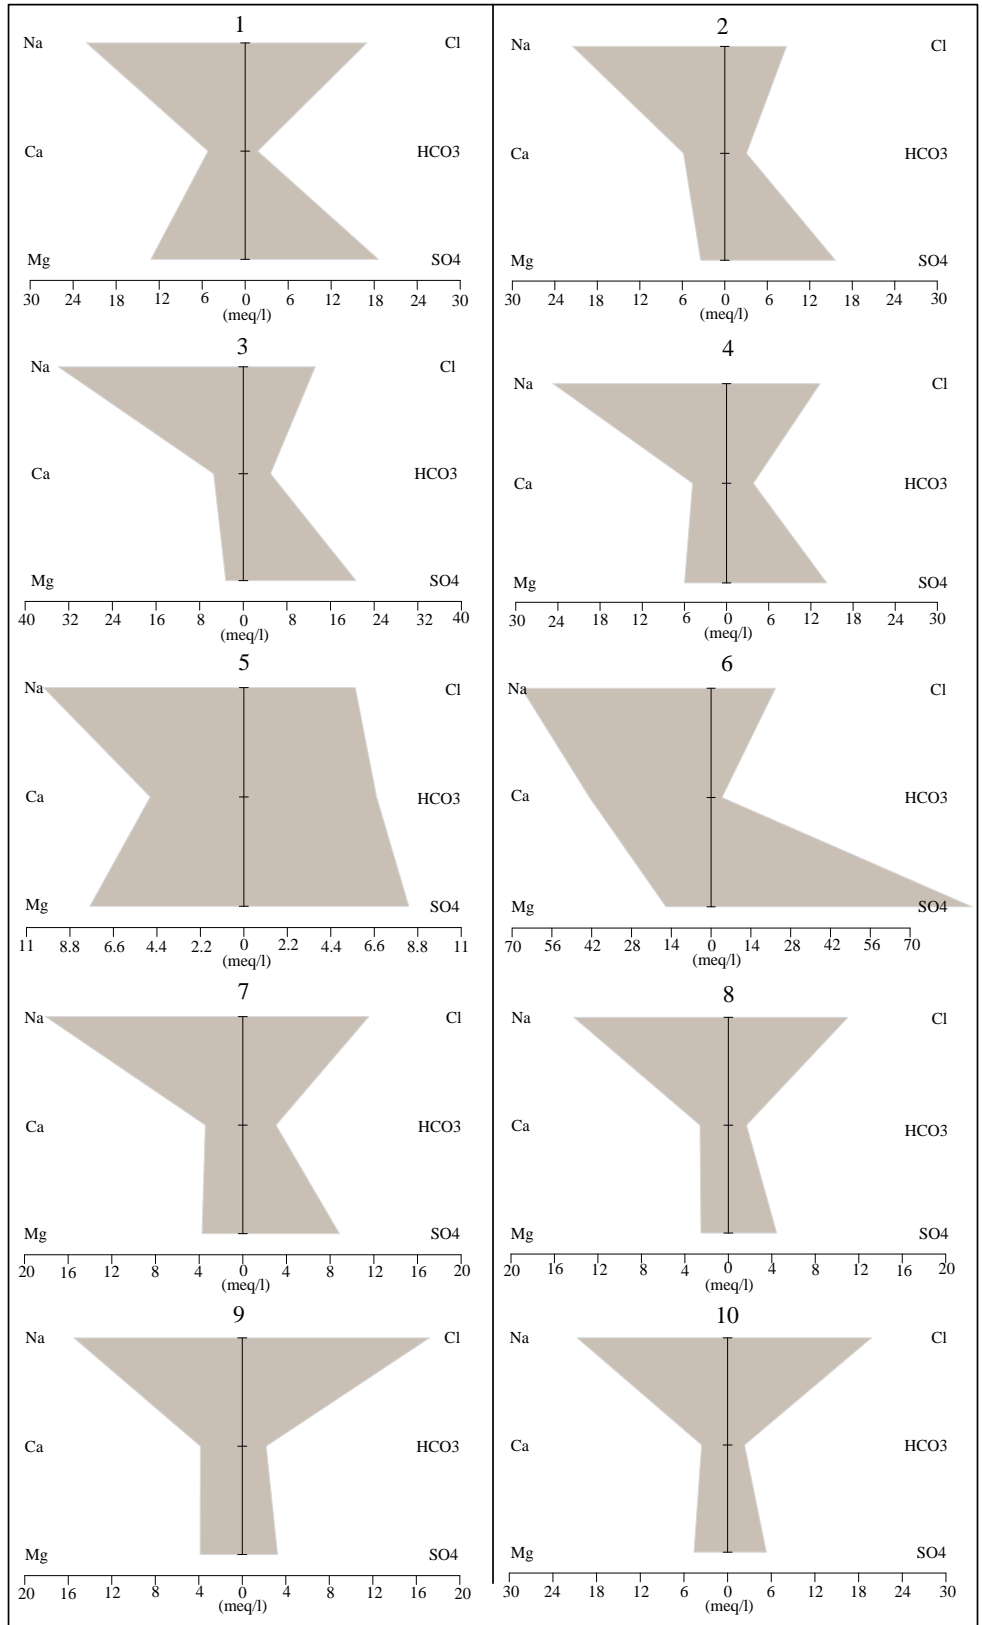 1
Na Cl
Ca HCO3
Mg SO4
30 24 18 12 6 0 6 12 18 24 30
(meq/l)
2
Na Cl
Ca HCO3
Mg SO4
30 24 18 12 6 0 6 12 18 24 30
(meq/l)
3
Na Cl
Ca HCO3
Mg SO4
40 32 24 16 8 0 8 16 24 32 40
(meq/l)
4
Na Cl
Ca HCO3
Mg SO4
30 24 18 12 6 0 6 12 18 24 30
(meq/l)
5
Na Cl
Ca HCO3
Mg SO4
11 8.8 6.6 4.4 2.2 0 2.2 4.4 6.6 8.8 11
(meq/l)
6
Na Cl
Ca HCO3
Mg SO4
70 56 42 28 14 0 14 28 42 56 70
(meq/l)
7
Na Cl
Ca HCO3
Mg SO4
20 16 12 8 4 0 4 8 12 16 20
(meq/l)
8
Na Cl
Ca HCO3
Mg SO4
20 16 12 8 4 0 4 8 12 16 20
(meq/l)
9
Na Cl
Ca HCO3
Mg SO4
20 16 12 8 4 0 4 8 12 16 20
(meq/l)
10
Na Cl
Ca HCO3
Mg SO4
30 24 18 12 6 0 6 12 18 24 30
(meq/l)